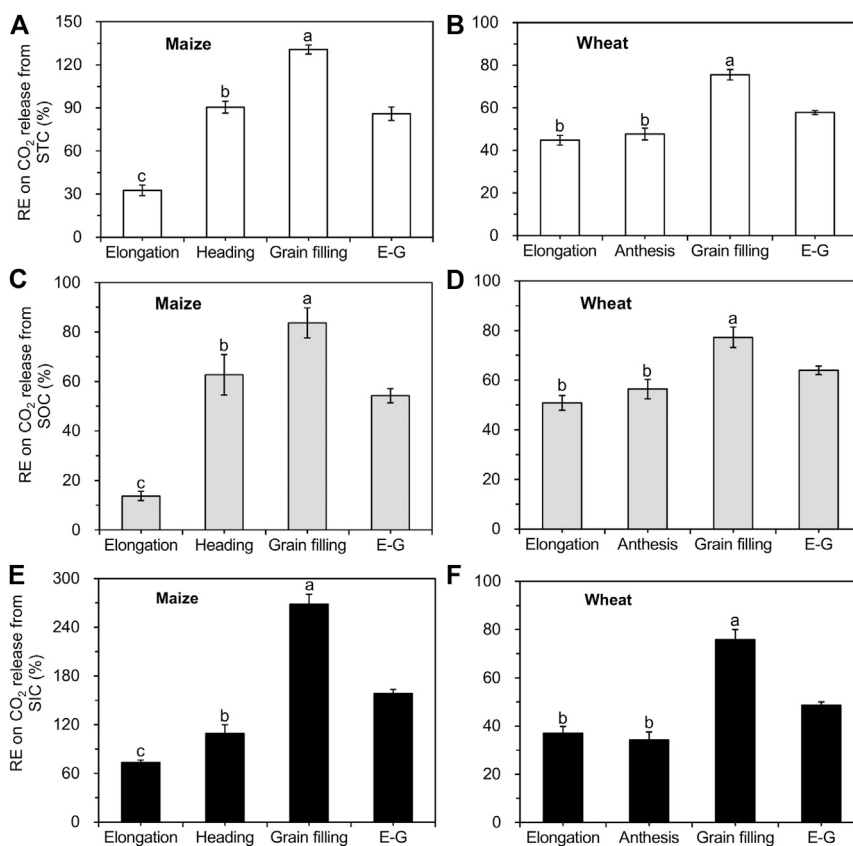 A
Maize
RE on CO₂ release from
STC (%)
150
120
90
60
30
0
c
b
a
Elongation Heading Grain filling E-G
B
Wheat
100
80
60
40
20
0
b
b
a
Elongation Anthesis Grain filling E-G
C
Maize
RE on CO₂ release from
SOC (%)
100
80
60
40
20
0
c
b
a
Elongation Heading Grain filling E-G
D
Wheat
100
80
60
40
20
0
b
b
a
Elongation Anthesis Grain filling E-G
E
Maize
RE on CO₂ release from
SIC (%)
300
240
180
120
60
0
c
b
a
Elongation Heading Grain filling E-G
F
Wheat
100
80
60
40
20
0
b
b
a
Elongation Anthesis Grain filling E-G